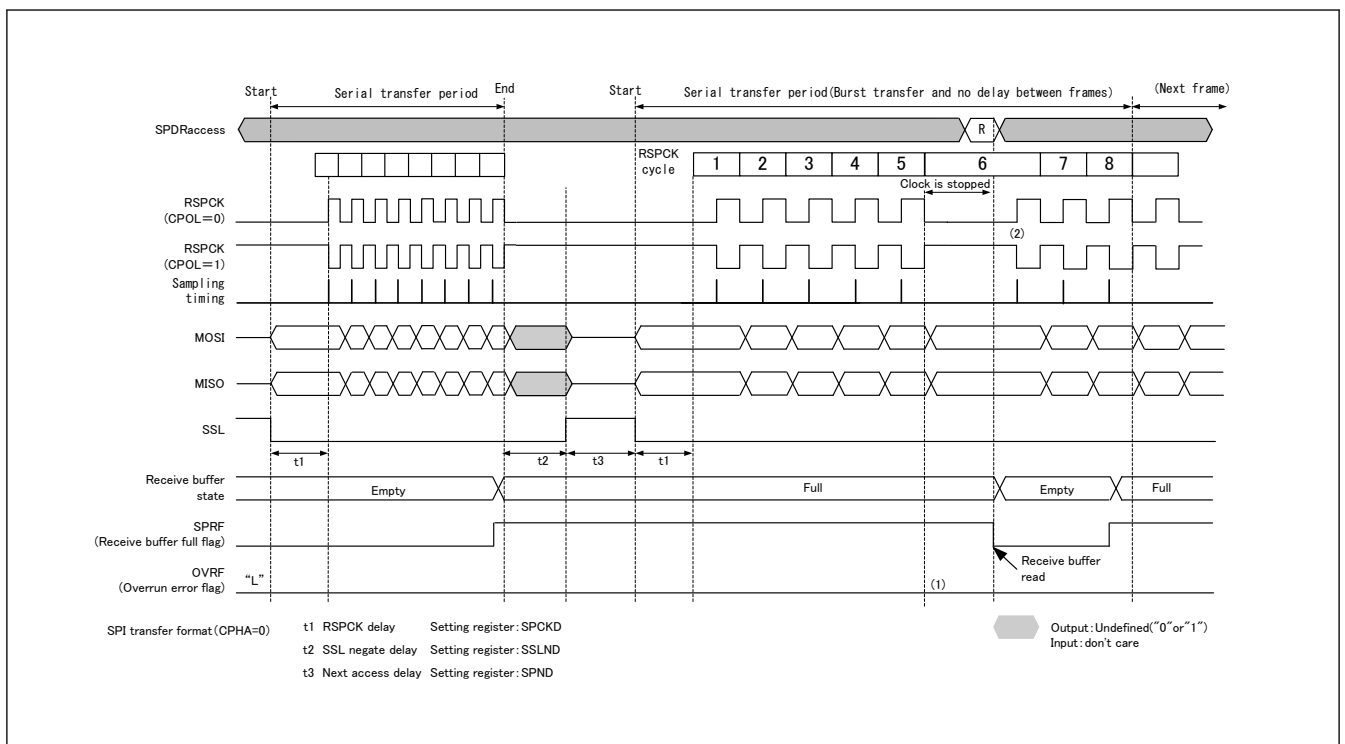 Start
Serial transfer period
End
Start
Serial transfer period(Burst transfer and no delay between frames)
(Next frame)
SPDRaccess
R
RSPCK
cycle
1 2 3 4 5 6 7 8
Clock is stopped
RSPCK
(CPOL=0)
(2)
RSPCK
(CPOL=1)
Sampling
timing
MOSI
MISO
SSL
t1 t2 t3 t1
Receive buffer
state
Empty Full Empty Full
SPRF
(Receive buffer full flag)
Receive buffer
read
OVRF
(Overrun error flag)
“L”
(1)
SPI transfer format(CPHA=0)
t1 RSPCK delay Setting register:SPCKD
t2 SSL negate delay Setting register:SSLND
t3 Next access delay Setting register:SPND
Output:Undefined("0"or"1")
Input:don't care